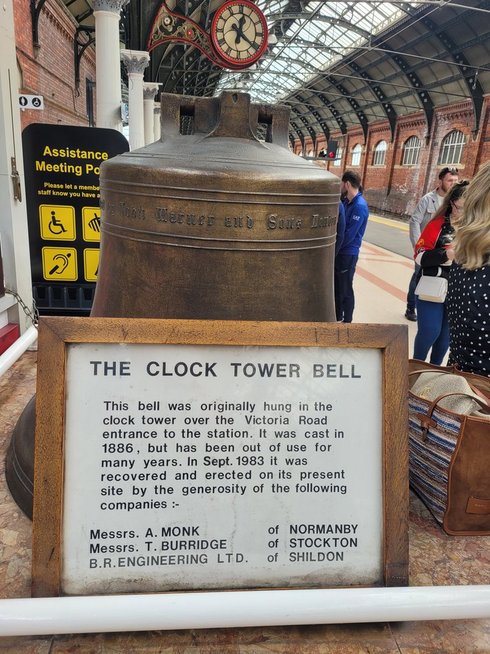 Assistance
Meeting Po
Please let a memb
staff know you a
Warner and Sons
THE CLOCK TOWER BELL
This bell was originally hung in the
clock tower over the Victoria Road
entrance to the station. It was cast in
1886, but has been out of use for
many years. In Sept. 1983 it was
recovered and erected on its present
site by the generosity of the following
companies :-
Messrs. A. MONK of NORMANBY
Messrs. T. BURRIDGE of STOCKTON
B.R. ENGINEERING LTD. of SHILDON